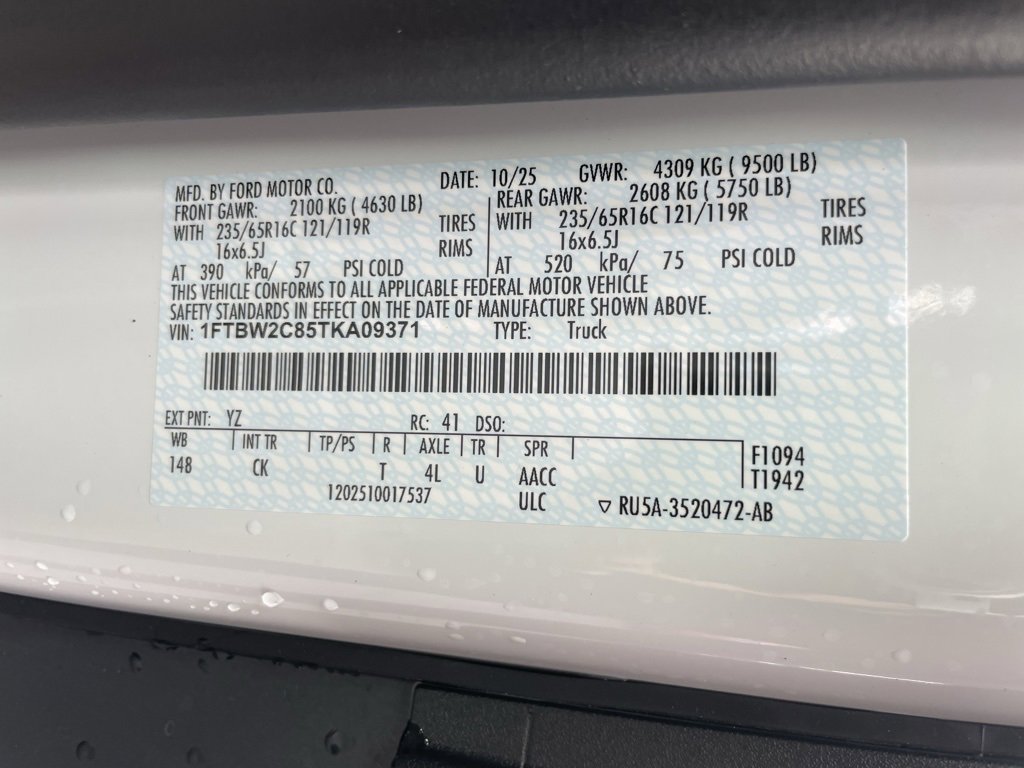 MFD. BY FORD MOTOR CO. DATE: 10/25 GVWR: 4309 KG ( 9500 LB)
FRONT GAWR: 2100 KG ( 4630 LB) REAR GAWR: 2608 KG ( 5750 LB)
WITH 235/65R16C 121/119R TIRES WITH 235/65R16C 121/119R TIRES
16x6.5J RIMS 16x6.5J RIMS
AT 390 kPa/ 57 PSI COLD AT 520 kPa/ 75 PSI COLD
THIS VEHICLE CONFORMS TO ALL APPLICABLE FEDERAL MOTOR VEHICLE
SAFETY STANDARDS IN EFFECT ON THE DATE OF MANUFACTURE SHOWN ABOVE.
VIN: 1FTBW2C85TKA09371 TYPE: Truck
EXT PNT: YZ RC: 41 DSO:
WB INT TR TP/PS R AXLE TR SPR F1094
148 CK T 4L U AACC T1942
1202510017537 ULC ▽ RU5A-3520472-AB